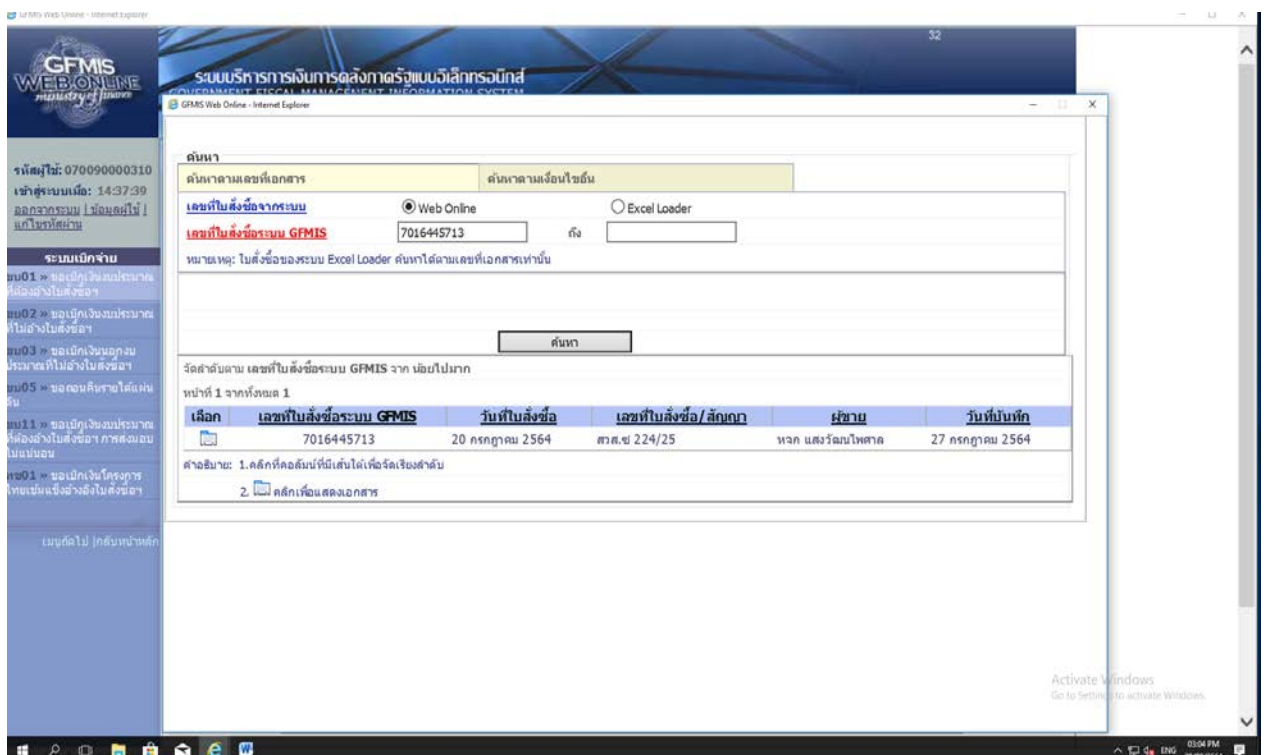 GFMIS Web Online - Internet Explorer
32
GFMIS
WEB ONLINE
ministry of finance
ระบบบริหารการเงินการคลังภาครัฐแบบอิเล็กทรอนิกส์
GOVERNMENT FISCAL MANAGEMENT INFORMATION SYSTEM
GFMIS Web Online - Internet Explorer
รหัสผู้ใช้: 070090000310
เข้าสู่ระบบเมื่อ: 14:37:39
ออกจากระบบ | ข้อมูลผู้ใช้ |
แก้ไขรหัสผ่าน
ระบบเบิกจ่าย
ขบ01 » ขอเบิกเงินงบประมาณ
ที่ต้องอ้างใบสั่งซื้อฯ
ขบ02 » ขอเบิกเงินงบประมาณ
ที่ไม่อ้างใบสั่งซื้อฯ
ขบ03 » ขอเบิกเงินนอกงบ
ประมาณที่ไม่อ้างใบสั่งซื้อฯ
ขบ05 » ขอถอนคืนรายได้แผ่น
ดิน
ขบ11 » ขอเบิกเงินงบประมาณ
ที่ต้องอ้างใบสั่งซื้อฯ การส่งมอบ
ไม่แน่นอน
ทข01 » ขอเบิกเงินโครงการ
ไทยเข้มแข็งอ้างอิงใบสั่งซื้อฯ
เมนูถัดไป |กลับหน้าหลัก
ค้นหา
ค้นหาตามเลขที่เอกสาร ค้นหาตามเงื่อนไขอื่น
เลขที่ใบสั่งซื้อจากระบบ Web Online Excel Loader
เลขที่ใบสั่งซื้อระบบ GFMIS 7016445713 ถึง
หมายเหตุ: ใบสั่งซื้อของระบบ Excel Loader ค้นหาได้ตามเลขที่เอกสารเท่านั้น
ค้นหา
จัดลำดับตาม เลขที่ใบสั่งซื้อระบบ GFMIS จาก น้อยไปมาก
หน้าที่ 1 จากทั้งหมด 1
เลือก เลขที่ใบสั่งซื้อระบบ GFMIS วันที่ใบสั่งซื้อ เลขที่ใบสั่งซื้อ/สัญญา ผู้ขาย วันที่บันทึก
7016445713 20 กรกฎาคม 2564 สวส.ซ 224/25 หจก แสงวัฒนไพศาล 27 กรกฎาคม 2564
คำอธิบาย: 1.คลิกที่คอลัมน์ที่มีเส้นใต้เพื่อจัดเรียงลำดับ
2. คลิกเพื่อแสดงเอกสาร
Activate Windows
Go to Settings to activate Windows.
ENG 03:04 PM